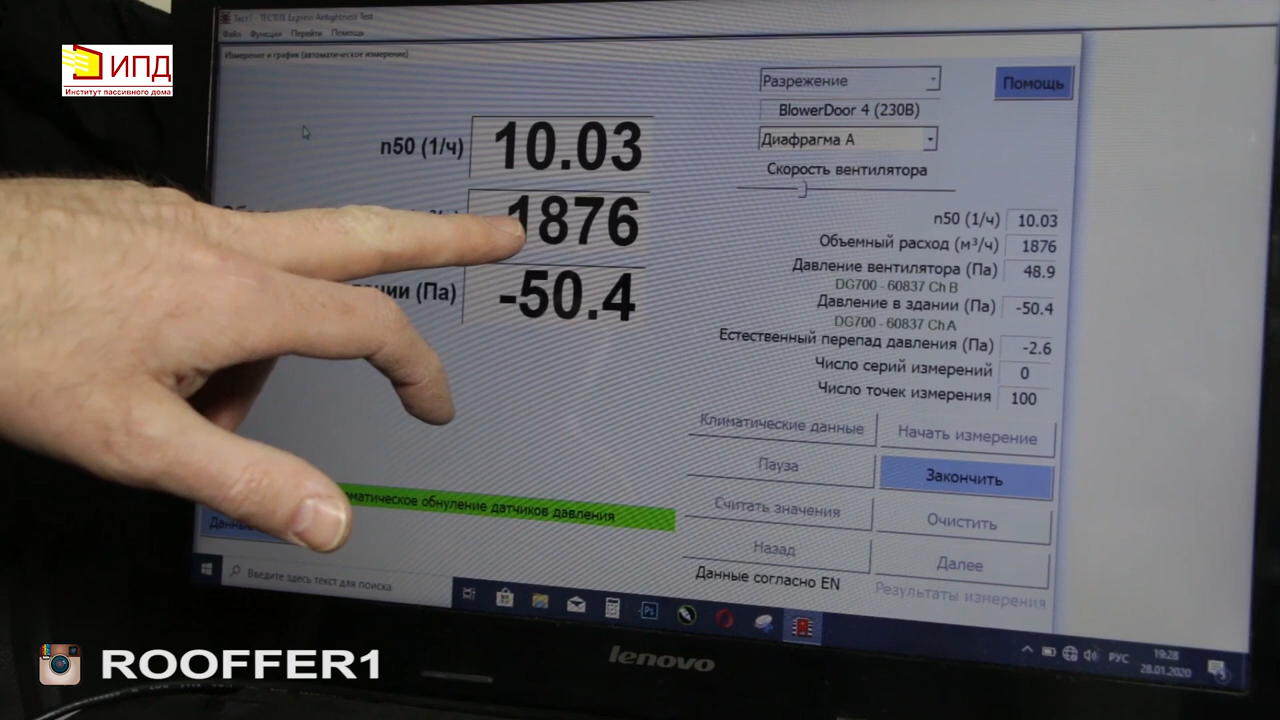 ИПД
Институт пассивного дома
Тест1 - TECTITE Express Airtightness Test
Файл Функции Перейти Помощь
Измерение и график (автоматическое измерение)
n50 (1/ч) 10.03
1876
(Па) -50.4
Разрежение
Помощь
BlowerDoor 4 (230В)
Диафрагма A
Скорость вентилятора
n50 (1/ч) 10.03
Объемный расход (м³/ч) 1876
Давление вентилятора (Па) 48.9
DG700 - 60837 Ch B
Давление в здании (Па) -50.4
DG700 - 60837 Ch A
Естественный перепад давления (Па) -2.6
Число серий измерений 0
Число точек измерения 100
Климатические данные Начать измерение
Пауза Закончить
Считать значения Очистить
Назад Далее
Данные согласно EN Результаты измерения
обнуление датчиков давления
Введите здесь текст для поиска
РУС
19:28
28.01.2020
lenovo
ROOFFER1